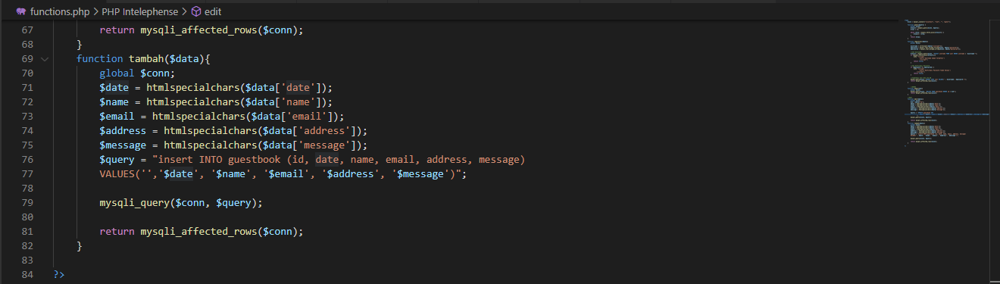 functions.php > PHP Intelephense > edit
67 return mysqli_affected_rows($conn);
68 }
69 function tambah($data){
70 global $conn;
71 $date = htmlspecialchars($data['date']);
72 $name = htmlspecialchars($data['name']);
73 $email = htmlspecialchars($data['email']);
74 $address = htmlspecialchars($data['address']);
75 $message = htmlspecialchars($data['message']);
76 $query = "insert INTO guestbook (id, date, name, email, address, message)
77 VALUES('','$date', '$name', '$email', '$address', '$message')";
78
79 mysqli_query($conn, $query);
80
81 return mysqli_affected_rows($conn);
82 }
83
84 ?>